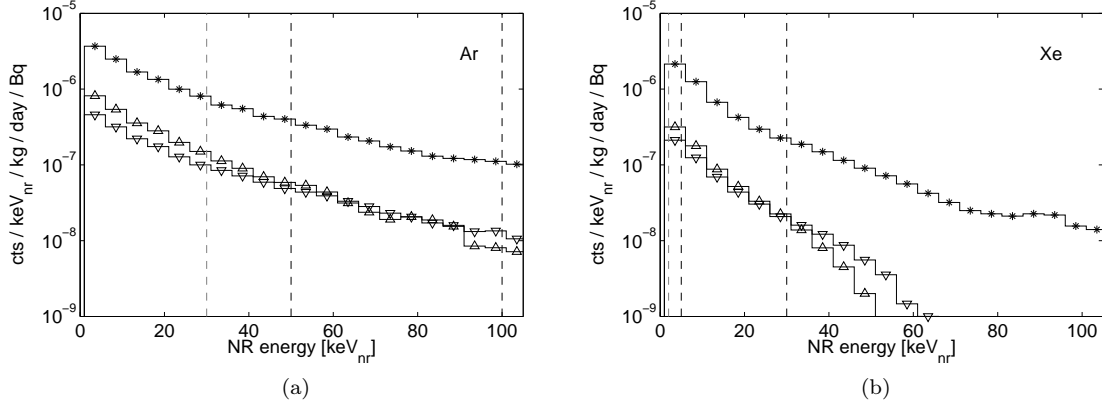 10⁻⁵
10⁻⁶
10⁻⁷
10⁻⁸
10⁻⁹
cts / keV_nr / kg / day / Bq
Ar
0 20 40 60 80 100
NR energy [keV_nr]
(a)
10⁻⁵
10⁻⁶
10⁻⁷
10⁻⁸
10⁻⁹
cts / keV_nr / kg / day / Bq
Xe
0 20 40 60 80 100
NR energy [keV_nr]
(b)